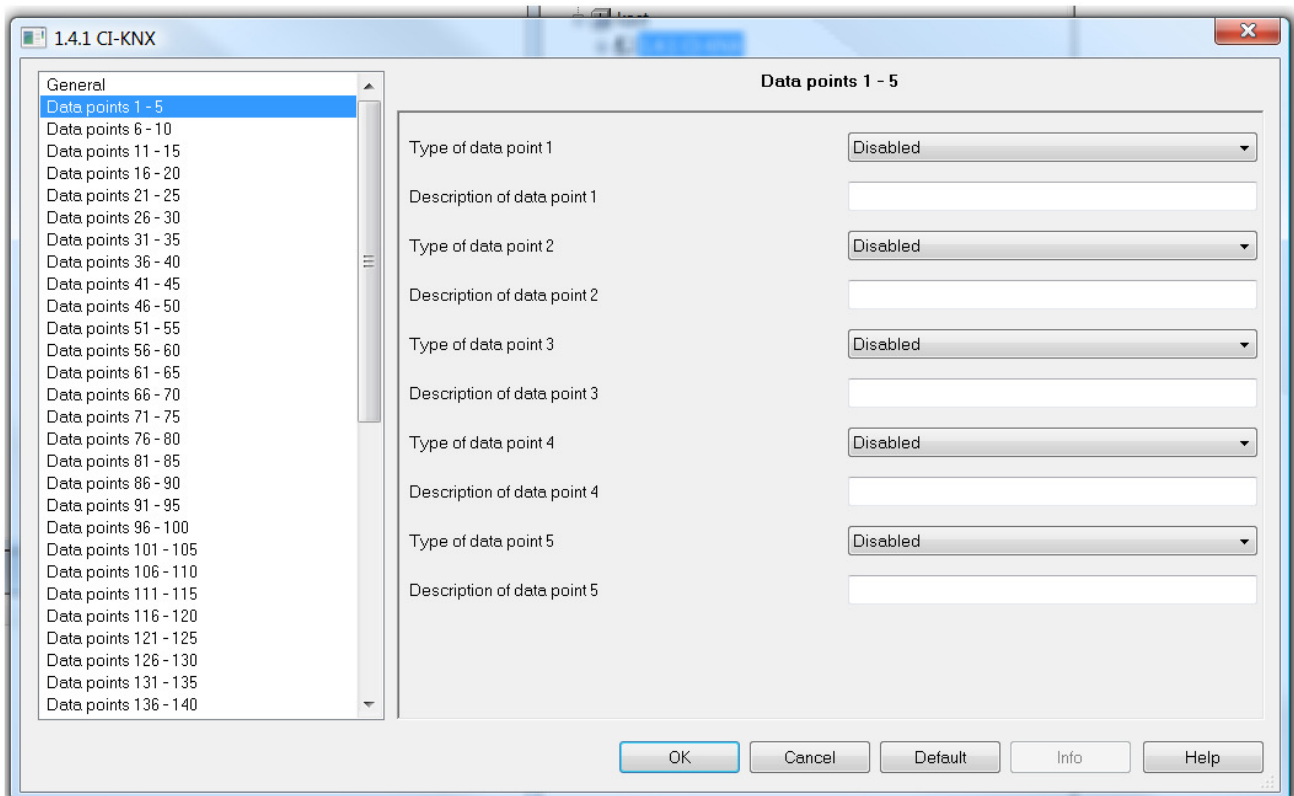 1.4.1 CI-KNX
General
Data points 1 - 5
Data points 6 - 10
Data points 11 - 15
Data points 16 - 20
Data points 21 - 25
Data points 26 - 30
Data points 31 - 35
Data points 36 - 40
Data points 41 - 45
Data points 46 - 50
Data points 51 - 55
Data points 56 - 60
Data points 61 - 65
Data points 66 - 70
Data points 71 - 75
Data points 76 - 80
Data points 81 - 85
Data points 86 - 90
Data points 91 - 95
Data points 96 - 100
Data points 101 - 105
Data points 106 - 110
Data points 111 - 115
Data points 116 - 120
Data points 121 - 125
Data points 126 - 130
Data points 131 - 135
Data points 136 - 140
Data points 1 - 5
Type of data point 1 Disabled
Description of data point 1
Type of data point 2 Disabled
Description of data point 2
Type of data point 3 Disabled
Description of data point 3
Type of data point 4 Disabled
Description of data point 4
Type of data point 5 Disabled
Description of data point 5
OK Cancel Default Info Help